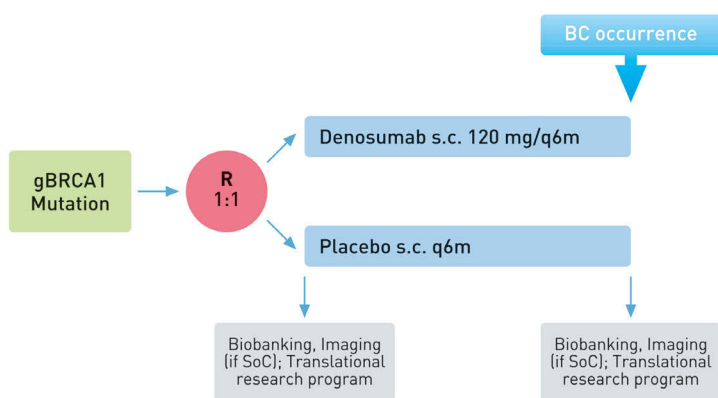 BC occurrence
Denosumab s.c. 120 mg/q6m
gBRCA1
Mutation
R
1:1
Placebo s.c. q6m
Biobanking, Imaging
(if SoC); Translational
research program
Biobanking, Imaging
(if SoC); Translational
research program